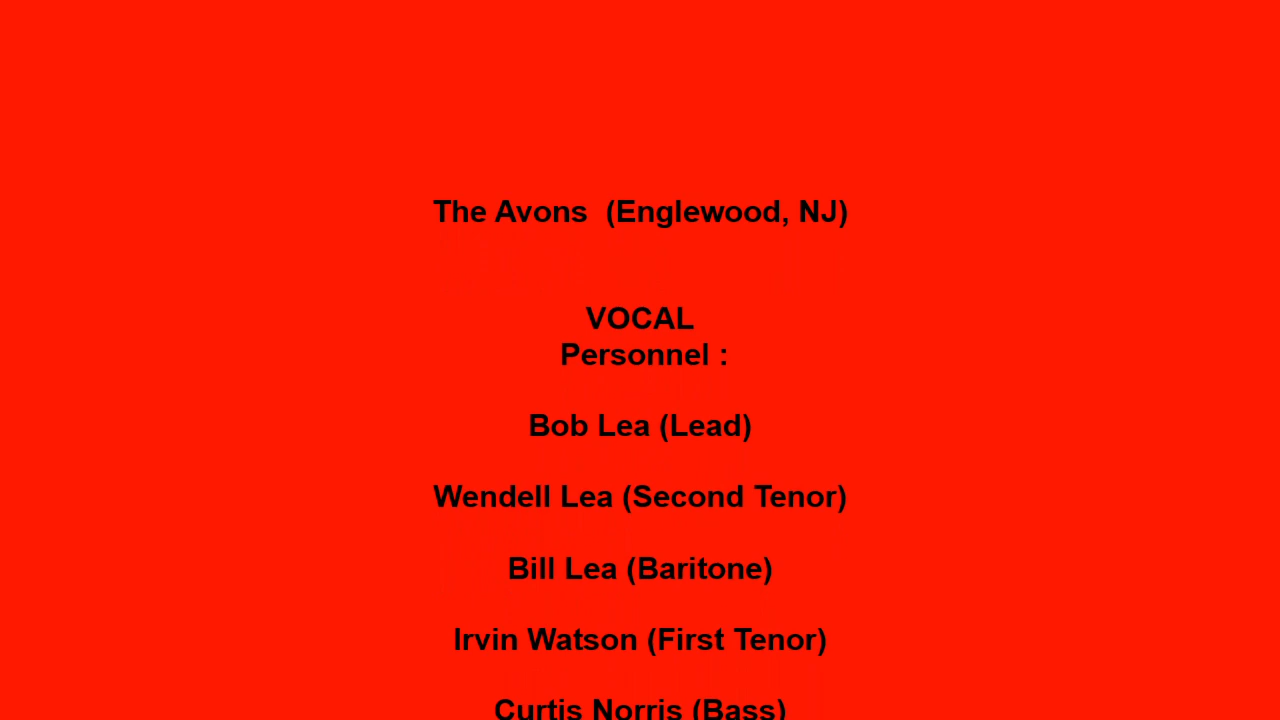 The Avons  (Englewood, NJ)
VOCAL
Personnel :
Bob Lea (Lead)
Wendell Lea (Second Tenor)
Bill Lea (Baritone)
Irvin Watson (First Tenor)
Curtis Norris (Bass)